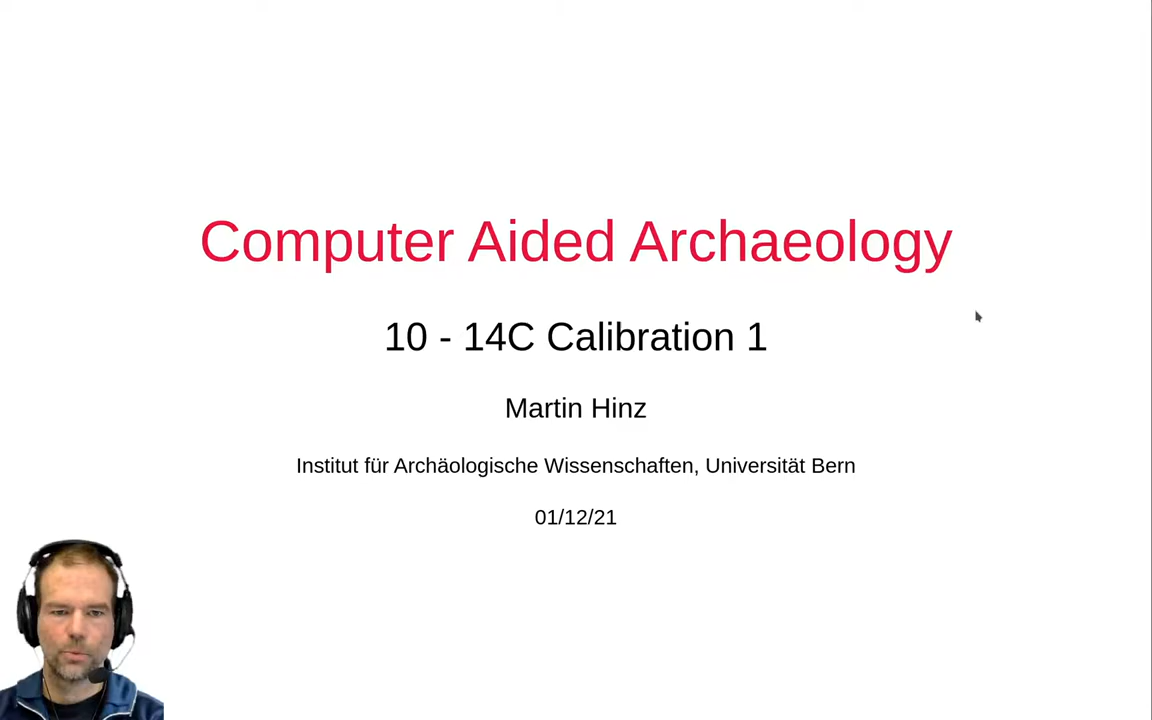 Computer Aided Archaeology
10 - 14C Calibration 1
Martin Hinz
Institut für Archäologische Wissenschaften, Universität Bern
01/12/21